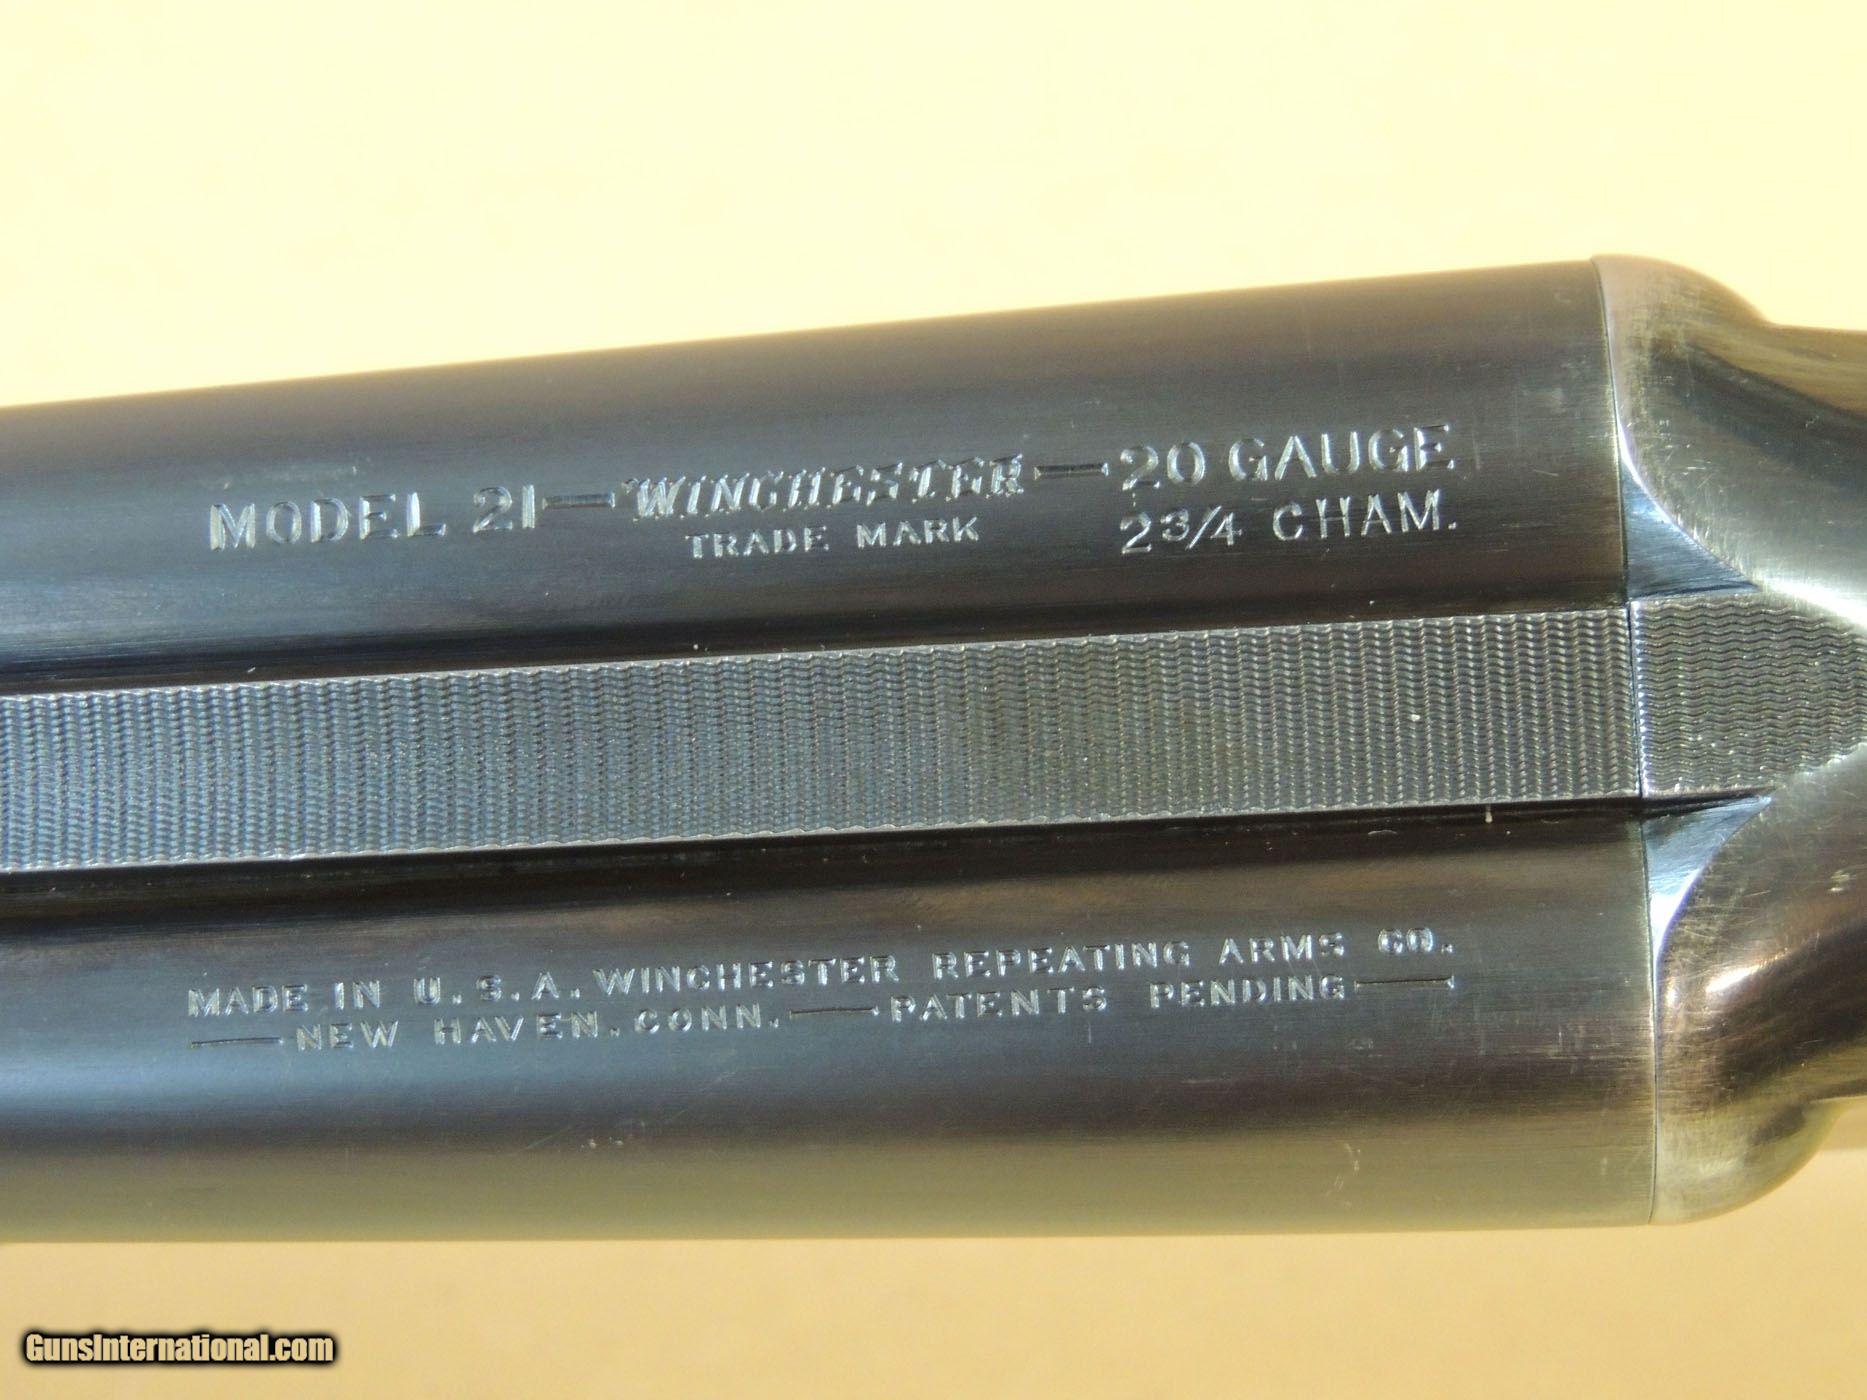 MODEL 21—WINCHESTER—20 GAUGE
TRADE MARK 2 3/4 CHAM.
MADE IN U.S.A. WINCHESTER REPEATING ARMS CO.
—NEW HAVEN. CONN.—PATENTS PENDING—
GunsInternational.com